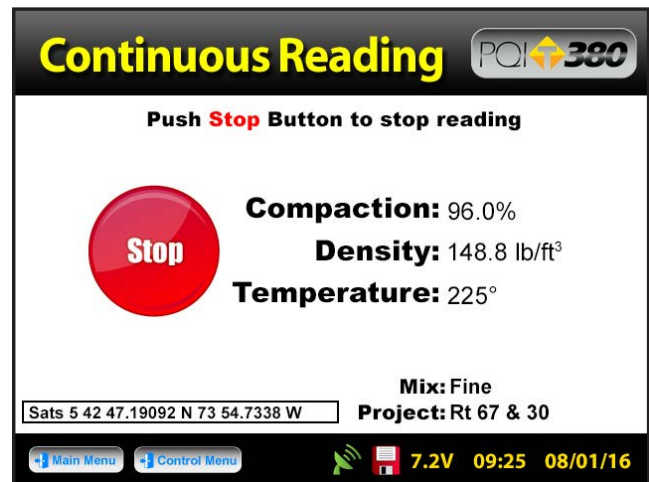 Continuous Reading PQI T 380
Push Stop Button to stop reading
Stop
Compaction: 96.0%
Density: 148.8 lb/ft³
Temperature: 225°
Mix: Fine
Sats 5 42 47.19092 N 73 54.7338 W
Project: Rt 67 & 30
Main Menu Control Menu 7.2V 09:25 08/01/16